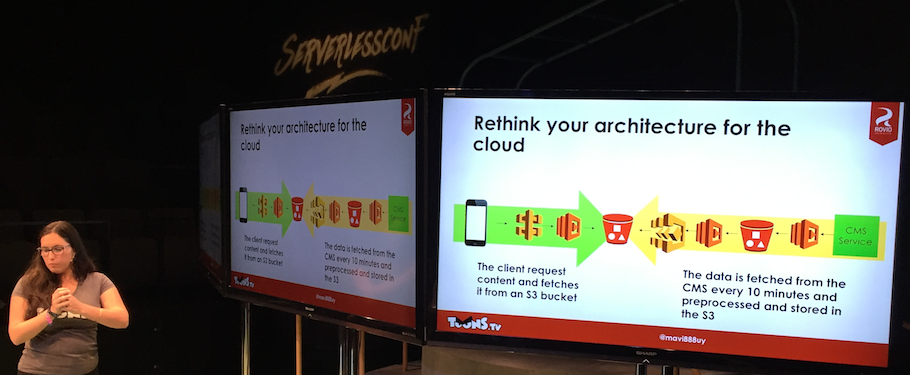 SERVERLESSCONF
Rethink your architecture for the
cloud
ROVIO
CMS
Service
The client request
content and fetches
it from an S3 bucket
The data is fetched from
the CMS every 10 minutes and
preprocessed and stored
in the S3
TOONS.TV
@mavi888uy
SHARP
Rethink your architecture for the
cloud
ROVIO
CMS
Service
The client request
content and fetches
it from an S3 bucket
The data is fetched from the
CMS every 10 minutes and
preprocessed and stored in
the S3
TOONS.TV
@mavi888uy
SHARP